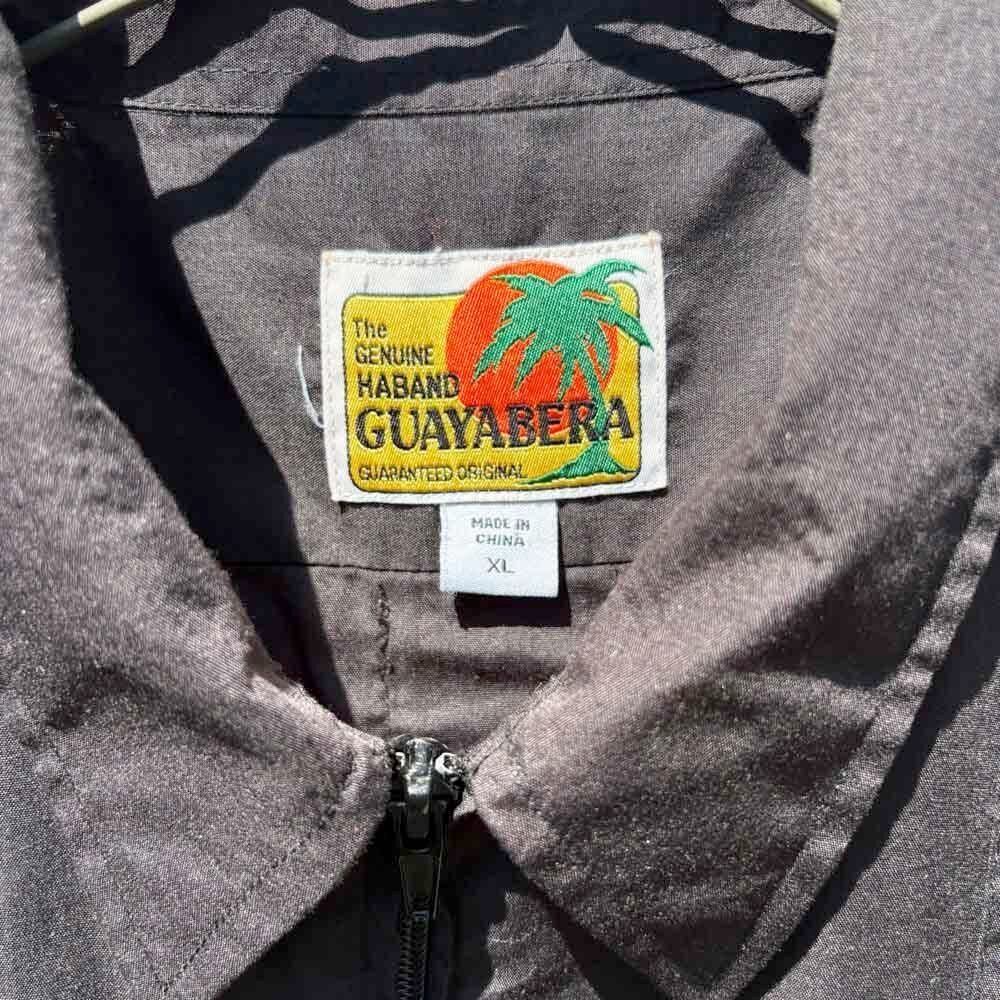 The
GENUINE
HABAND
GUAYABERA
GUARANTEED ORIGINAL
MADE IN
CHINA
XL